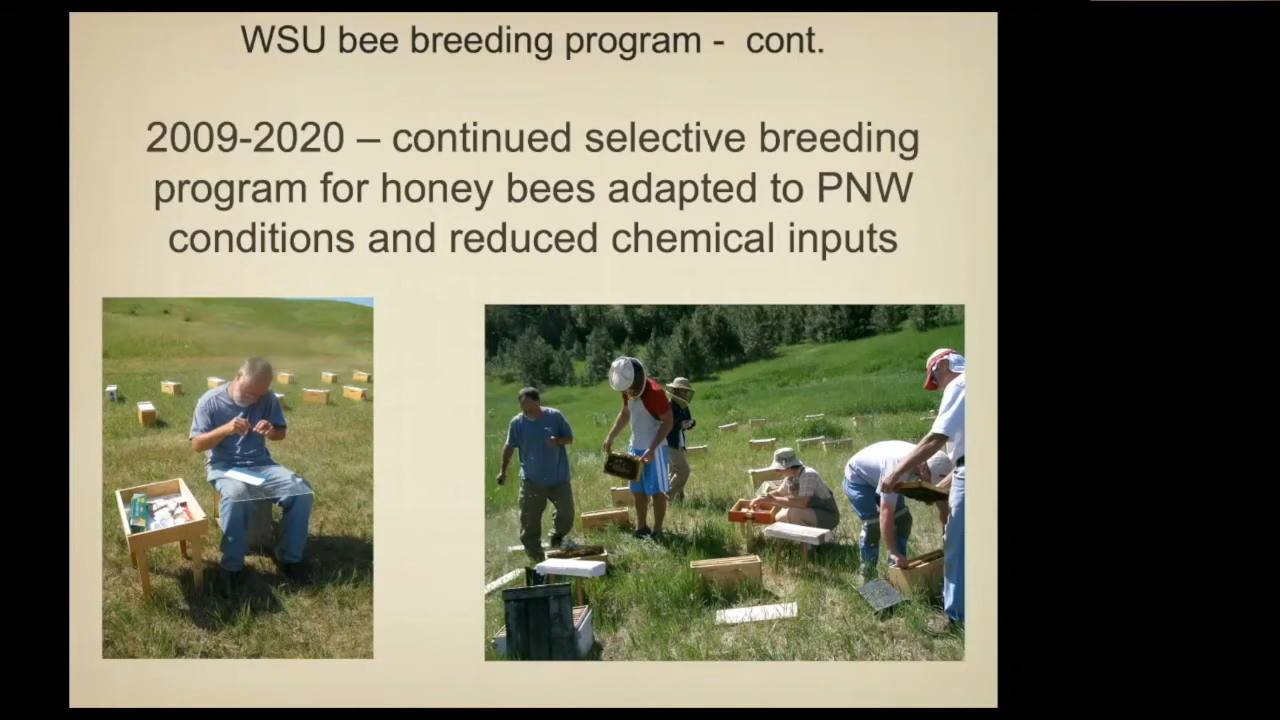 WSU bee breeding program - cont.
2009-2020 – continued selective breeding
program for honey bees adapted to PNW
conditions and reduced chemical inputs